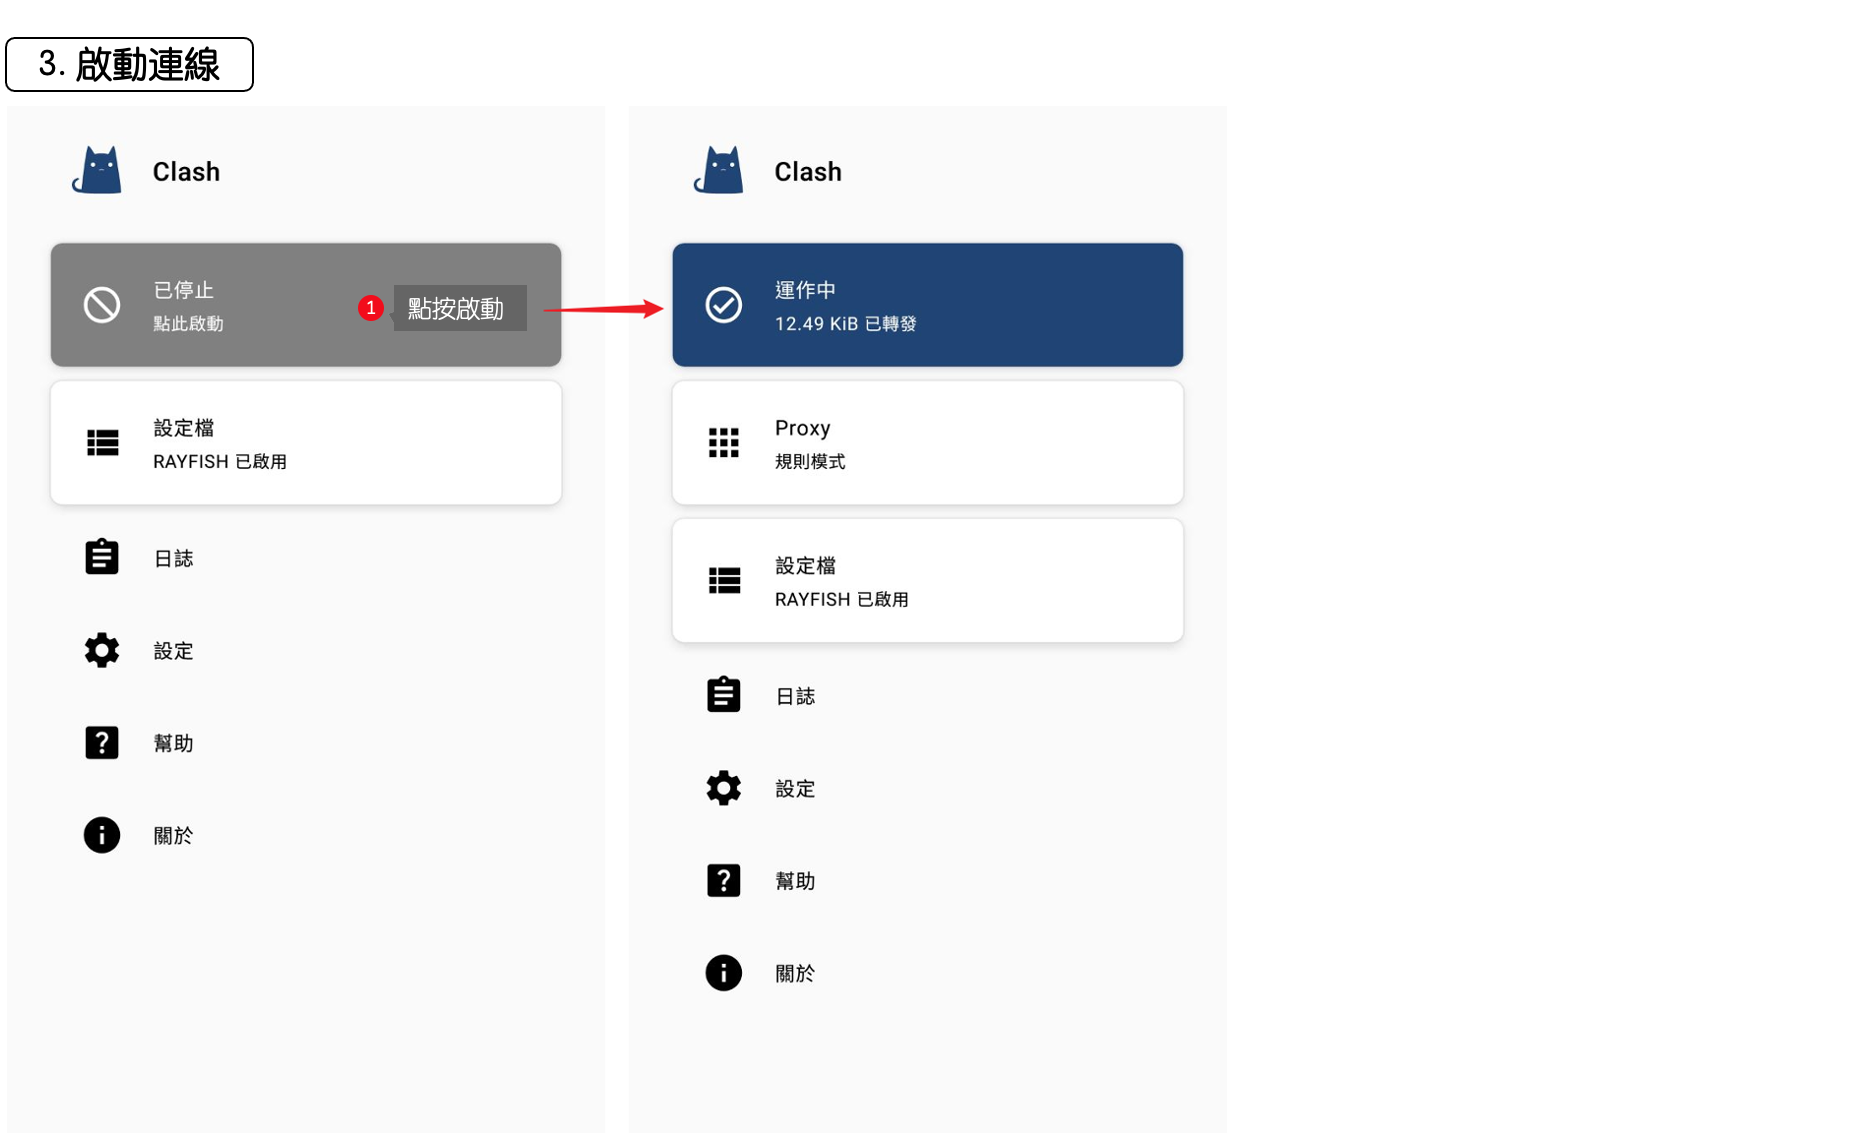 3. 啟動連線
Clash
已停止
點此啟動
1 點按啟動
設定檔
RAYFISH 已啟用
日誌
設定
幫助
關於
Clash
運作中
12.49 KiB 已轉發
Proxy
規則模式
設定檔
RAYFISH 已啟用
日誌
設定
幫助
關於